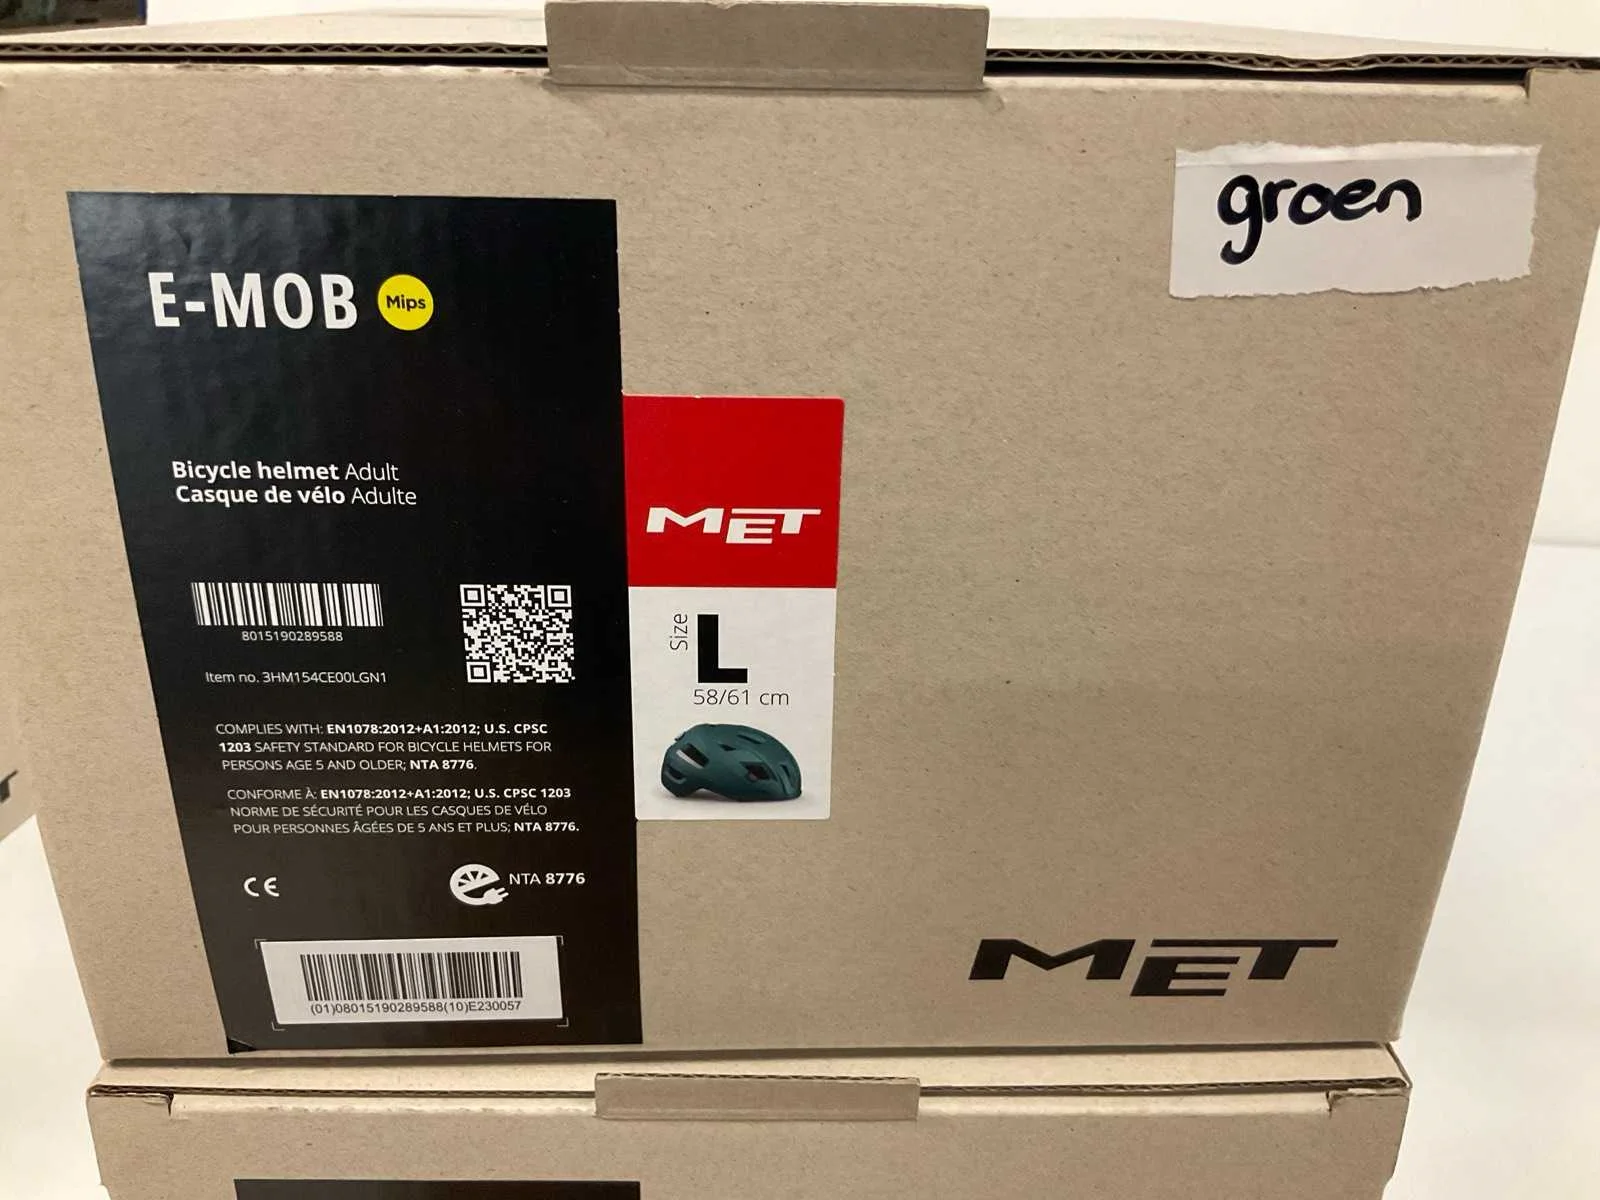 groen
E-MOB Mips
Bicycle helmet Adult
Casque de vélo Adulte
8015190289588
Item no. 3HM154CE00LGN1
COMPLIES WITH: EN1078:2012+A1:2012; U.S. CPSC
1203 SAFETY STANDARD FOR BICYCLE HELMETS FOR
PERSONS AGE 5 AND OLDER; NTA 8776.
CONFORME À: EN1078:2012+A1:2012; U.S. CPSC 1203
NORME DE SÉCURITÉ POUR LES CASQUES DE VÉLO
POUR PERSONNES ÂGÉES DE 5 ANS ET PLUS; NTA 8776.
CE
NTA 8776
(01)08015190289588(10)E230057
MET
Size
L
58/61 cm
MET